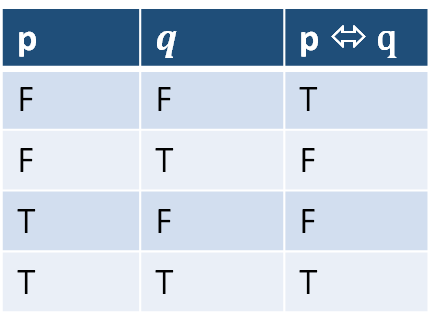 p q p ⇔ q
F F T
F T F
T F F
T T T